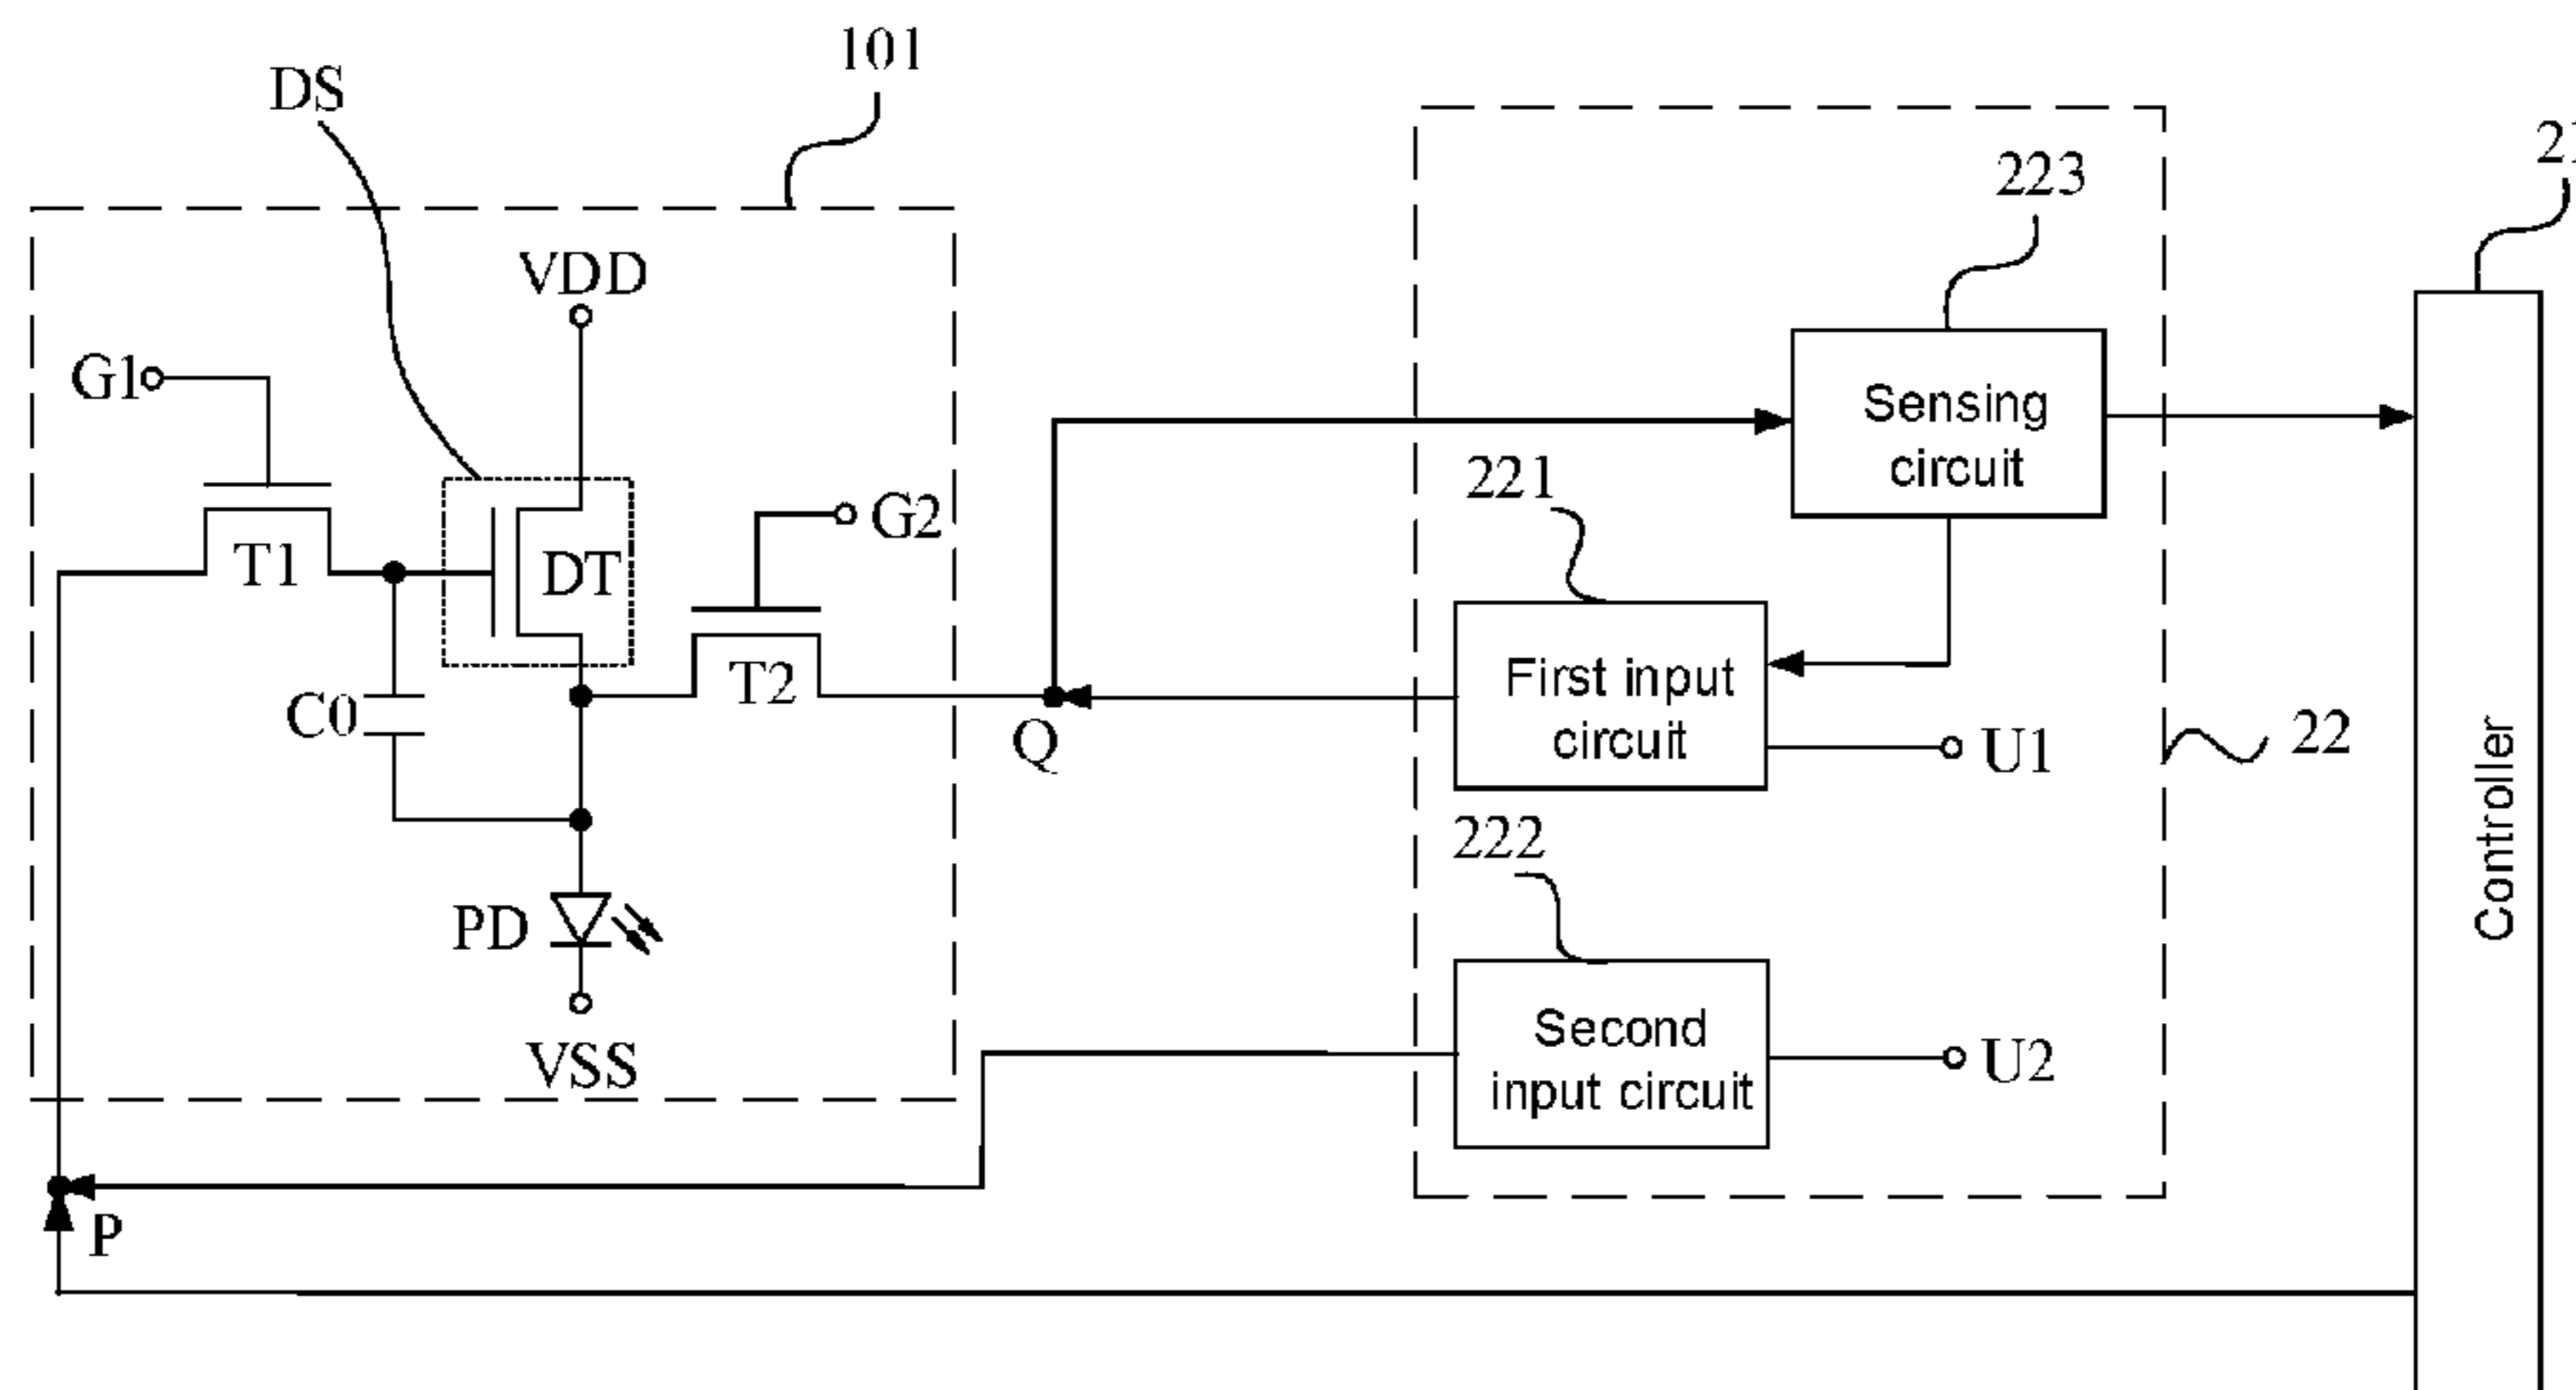 101
DS
21
223
VDD
G1
Sensing
circuit
221
G2
T1
DT
First input
circuit
T2
C0
Q
U1
22
Controller
222
PD
Second
input circuit
U2
VSS
P